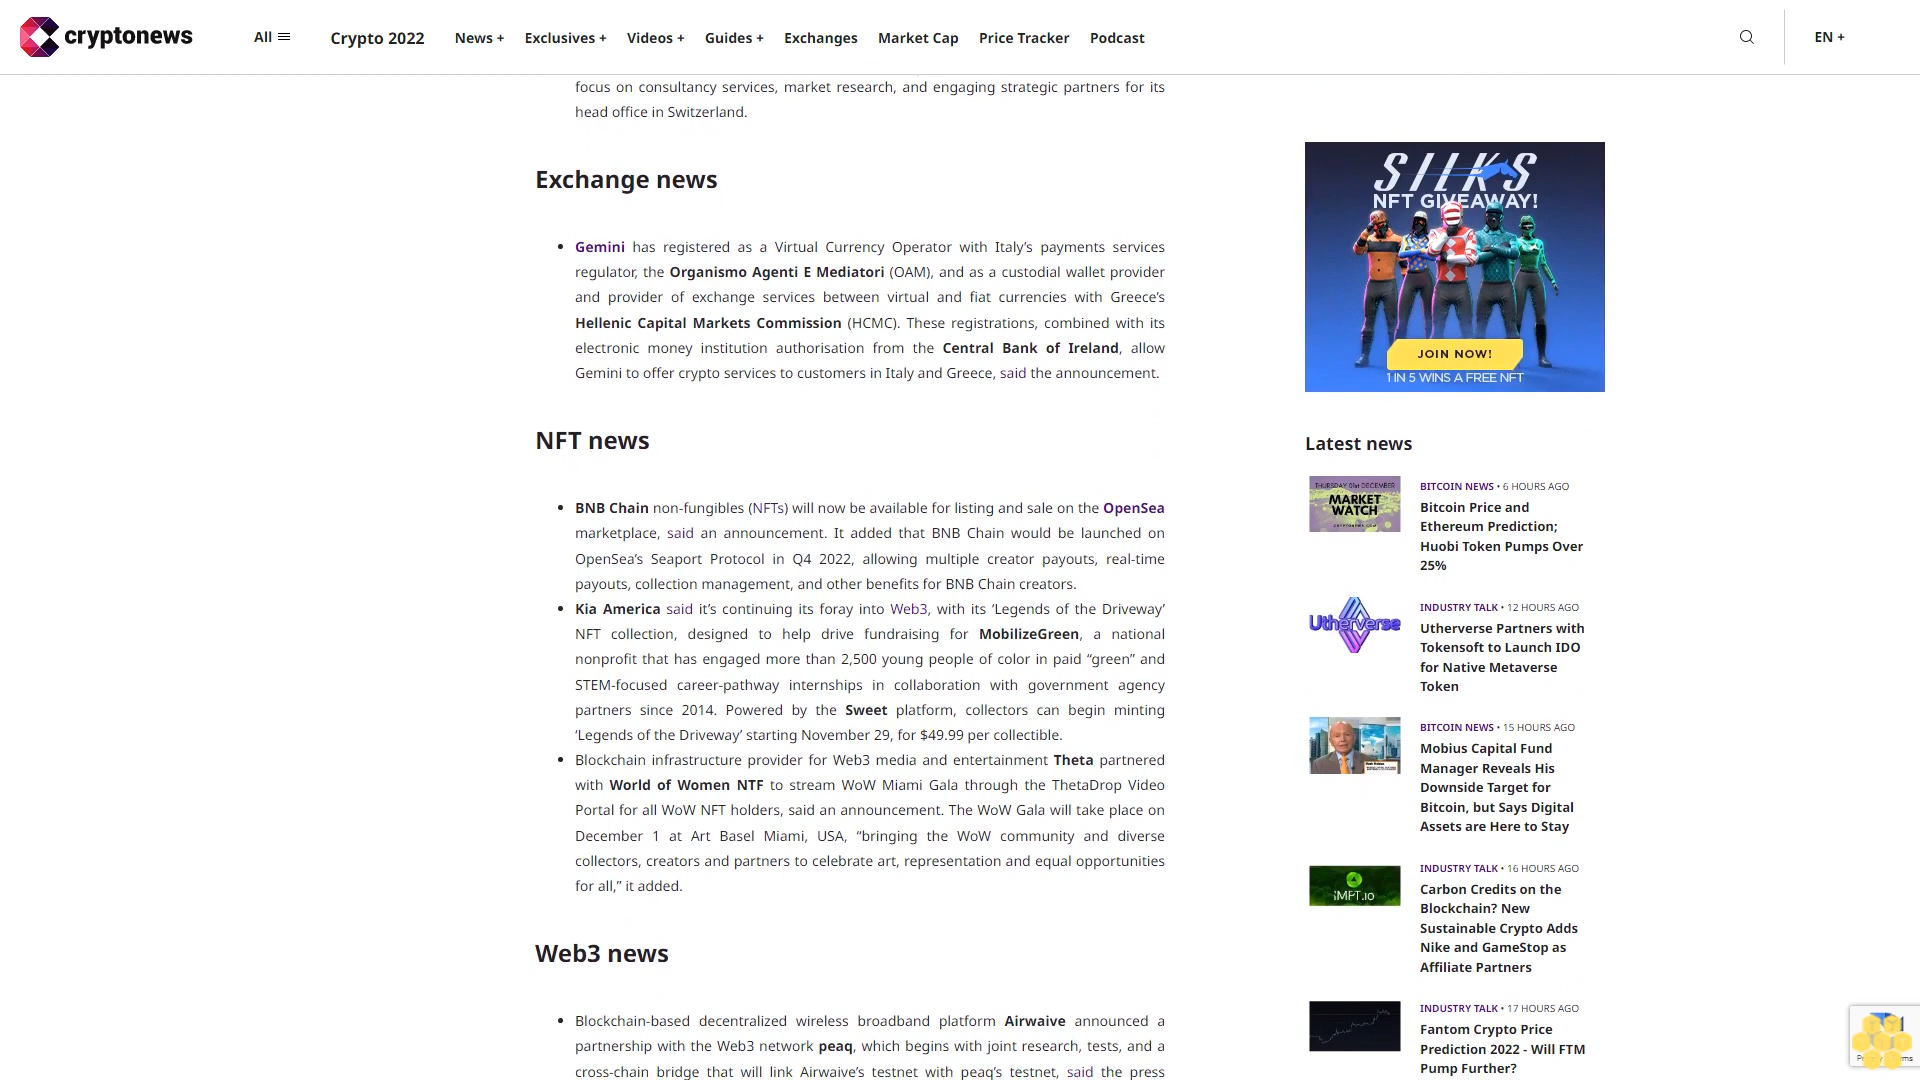 cryptonews
All
Crypto 2022
News +
Exclusives +
Videos +
Guides +
Exchanges
Market Cap
Price Tracker
Podcast
EN +
focus on consultancy services, market research, and engaging strategic partners for its
head office in Switzerland.
Exchange news
Gemini has registered as a Virtual Currency Operator with Italy’s payments services
regulator, the Organismo Agenti E Mediatori (OAM), and as a custodial wallet provider
and provider of exchange services between virtual and fiat currencies with Greece’s
Hellenic Capital Markets Commission (HCMC). These registrations, combined with its
electronic money institution authorisation from the Central Bank of Ireland, allow
Gemini to offer crypto services to customers in Italy and Greece, said the announcement.
NFT news
BNB Chain non-fungibles (NFTs) will now be available for listing and sale on the OpenSea
marketplace, said an announcement. It added that BNB Chain would be launched on
OpenSea’s Seaport Protocol in Q4 2022, allowing multiple creator payouts, real-time
payouts, collection management, and other benefits for BNB Chain creators.
Kia America said it’s continuing its foray into Web3, with its ‘Legends of the Driveway’
NFT collection, designed to help drive fundraising for MobilizeGreen, a national
nonprofit that has engaged more than 2,500 young people of color in paid “green” and
STEM-focused career-pathway internships in collaboration with government agency
partners since 2014. Powered by the Sweet platform, collectors can begin minting
‘Legends of the Driveway’ starting November 29, for $49.99 per collectible.
Blockchain infrastructure provider for Web3 media and entertainment Theta partnered
with World of Women NTF to stream WoW Miami Gala through the ThetaDrop Video
Portal for all WoW NFT holders, said an announcement. The WoW Gala will take place on
December 1 at Art Basel Miami, USA, “bringing the WoW community and diverse
collectors, creators and partners to celebrate art, representation and equal opportunities
for all,” it added.
Web3 news
Blockchain-based decentralized wireless broadband platform Airwaive announced a
partnership with the Web3 network peaq, which begins with joint research, tests, and a
cross-chain bridge that will link Airwaive’s testnet with peaq’s testnet, said the press
SILKS
NFT GIVEAWAY!
JOIN NOW!
1 IN 5 WINS A FREE NFT
Latest news
THURSDAY 01st DECEMBER
MARKET
WATCH
CRYPTONEWS.COM
BITCOIN NEWS • 6 HOURS AGO
Bitcoin Price and
Ethereum Prediction;
Huobi Token Pumps Over
25%
Utherverse
INDUSTRY TALK • 12 HOURS AGO
Utherverse Partners with
Tokensoft to Launch IDO
for Native Metaverse
Token
BITCOIN NEWS • 15 HOURS AGO
Mobius Capital Fund
Manager Reveals His
Downside Target for
Bitcoin, but Says Digital
Assets are Here to Stay
iMPT.io
INDUSTRY TALK • 16 HOURS AGO
Carbon Credits on the
Blockchain? New
Sustainable Crypto Adds
Nike and GameStop as
Affiliate Partners
INDUSTRY TALK • 17 HOURS AGO
Fantom Crypto Price
Prediction 2022 - Will FTM
Pump Further?